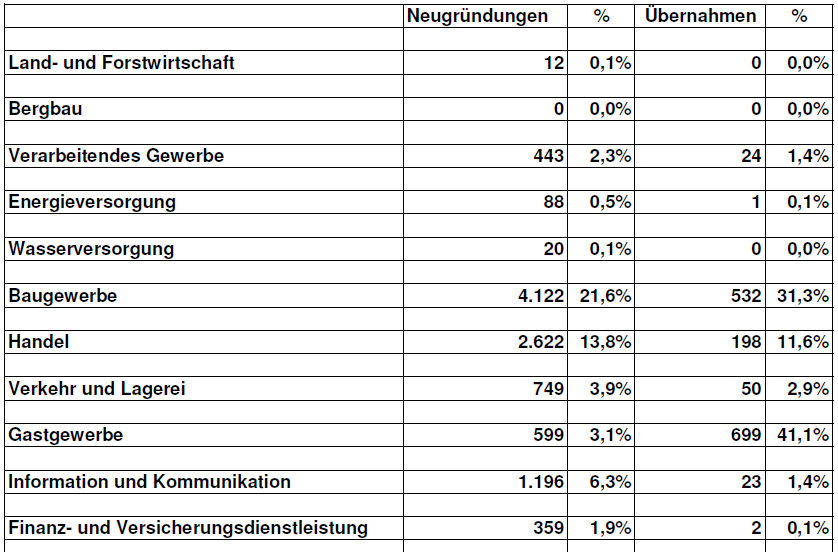 Neugründungen % Übernahmen %
Land- und Forstwirtschaft 12 0,1% 0 0,0%
Bergbau 0 0,0% 0 0,0%
Verarbeitendes Gewerbe 443 2,3% 24 1,4%
Energieversorgung 88 0,5% 1 0,1%
Wasserversorgung 20 0,1% 0 0,0%
Baugewerbe 4.122 21,6% 532 31,3%
Handel 2.622 13,8% 198 11,6%
Verkehr und Lagerei 749 3,9% 50 2,9%
Gastgewerbe 599 3,1% 699 41,1%
Information und Kommunikation 1.196 6,3% 23 1,4%
Finanz- und Versicherungsdienstleistung 359 1,9% 2 0,1%